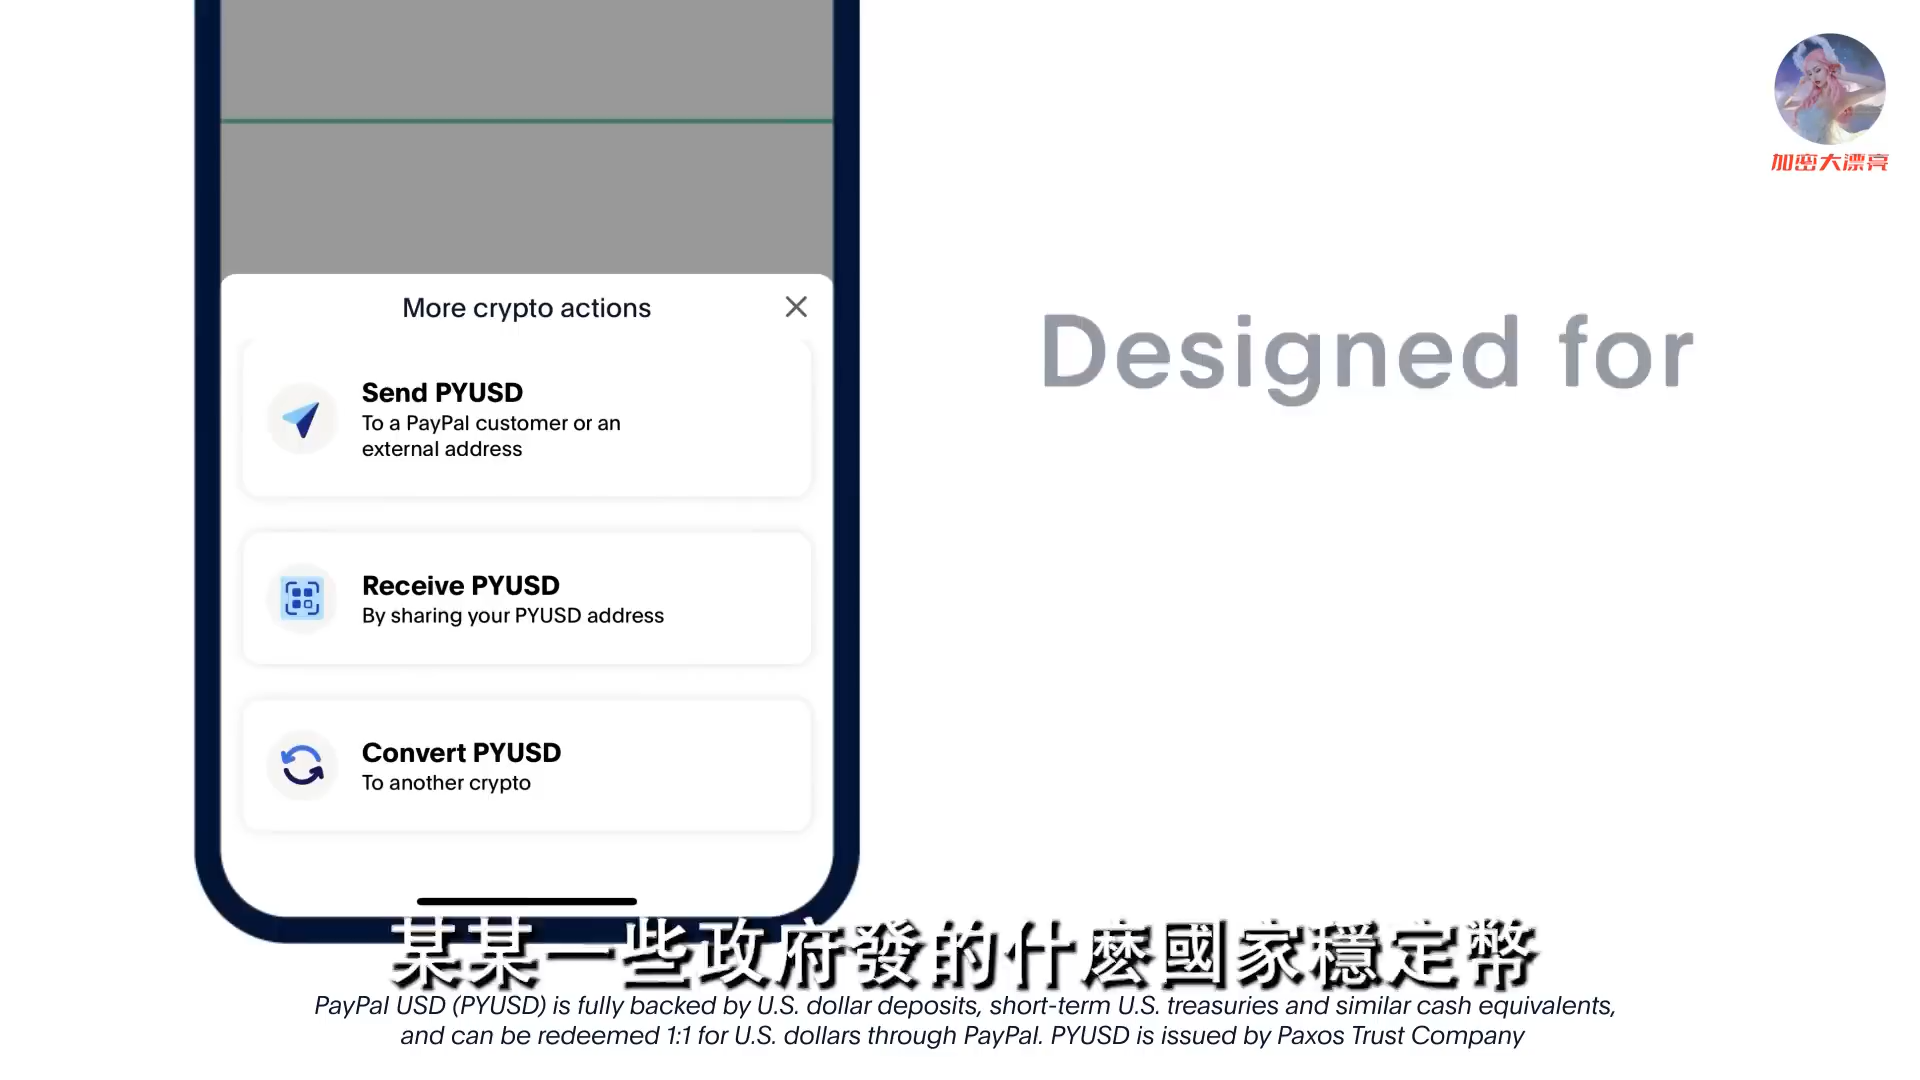 加密大漂亮
More crypto actions
Send PYUSD
To a PayPal customer or an
external address
Receive PYUSD
By sharing your PYUSD address
Convert PYUSD
To another crypto
Designed for
某某一些政府發的什麽國家穩定幣
PayPal USD (PYUSD) is fully backed by U.S. dollar deposits, short-term U.S. treasuries and similar cash equivalents,
and can be redeemed 1:1 for U.S. dollars through PayPal. PYUSD is issued by Paxos Trust Company